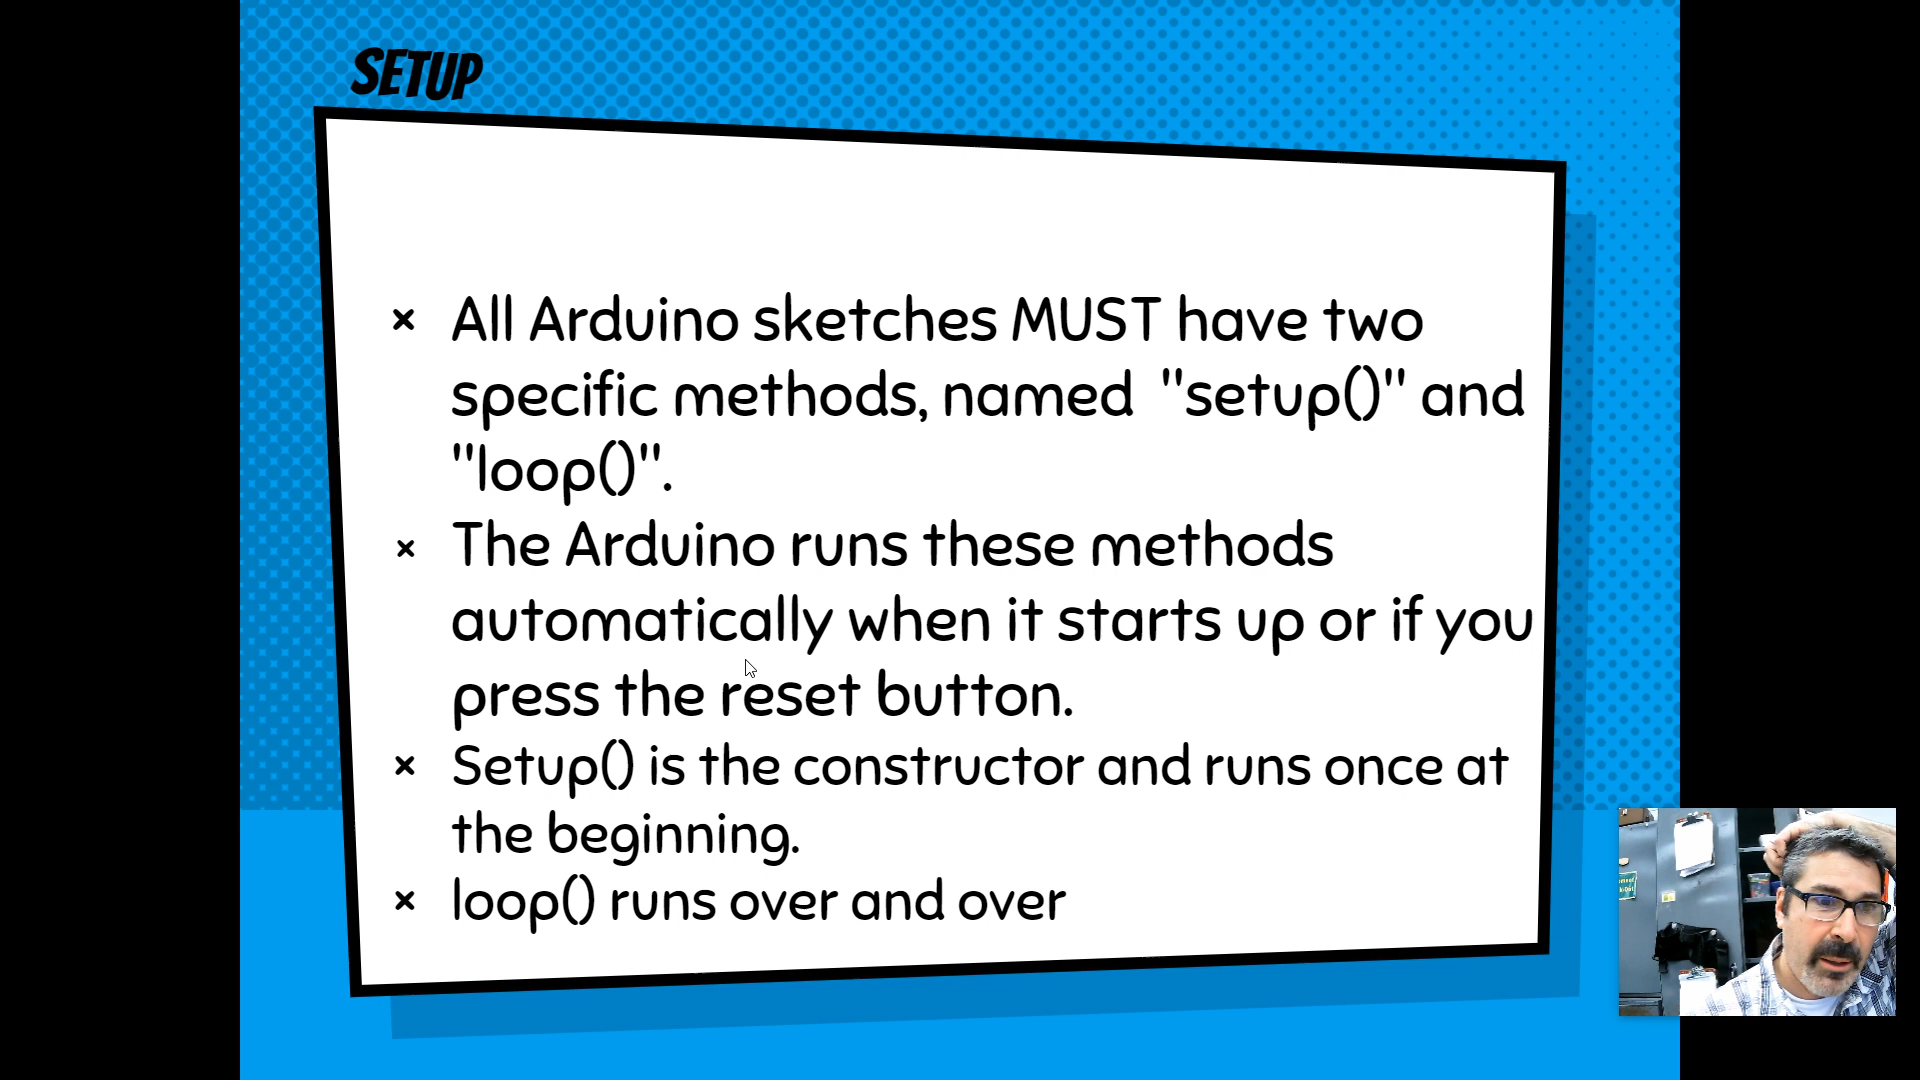 SETUP
× All Arduino sketches MUST have two
specific methods, named "setup()" and
"loop()".
× The Arduino runs these methods
automatically when it starts up or if you
press the reset button.
× Setup() is the constructor and runs once at
the beginning.
× loop() runs over and over